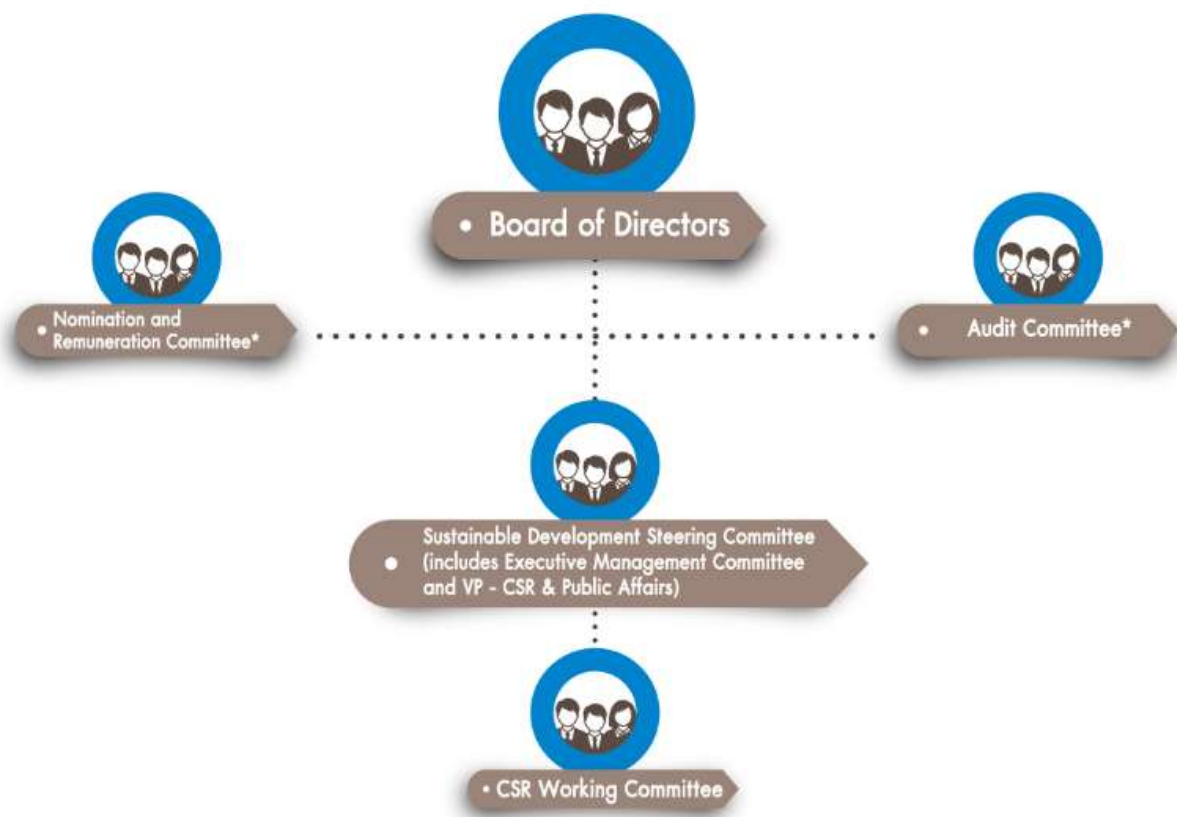 Board of Directors
Nomination and
Remuneration Committee*
Audit Committee*
Sustainable Development Steering Committee
(includes Executive Management Committee
and VP - CSR & Public Affairs)
CSR Working Committee